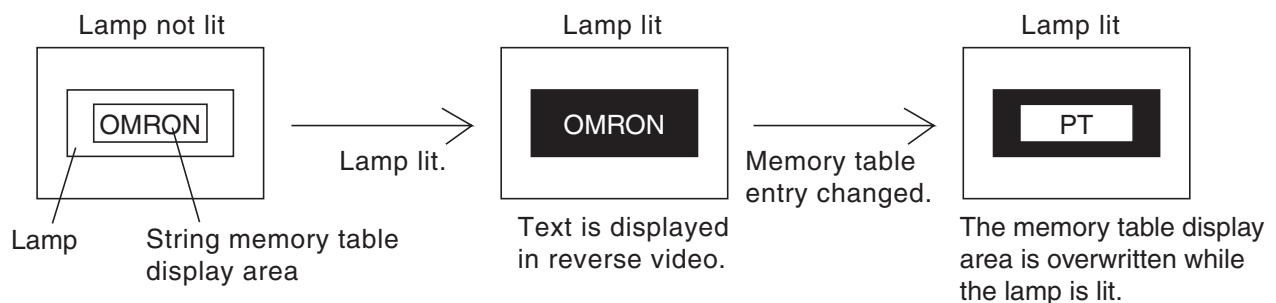 Lamp not lit
Lamp lit
Lamp lit
OMRON
OMRON
PT
Lamp lit.
Memory table
entry changed.
Lamp
String memory table
display area
Text is displayed
in reverse video.
The memory table display
area is overwritten while
the lamp is lit.